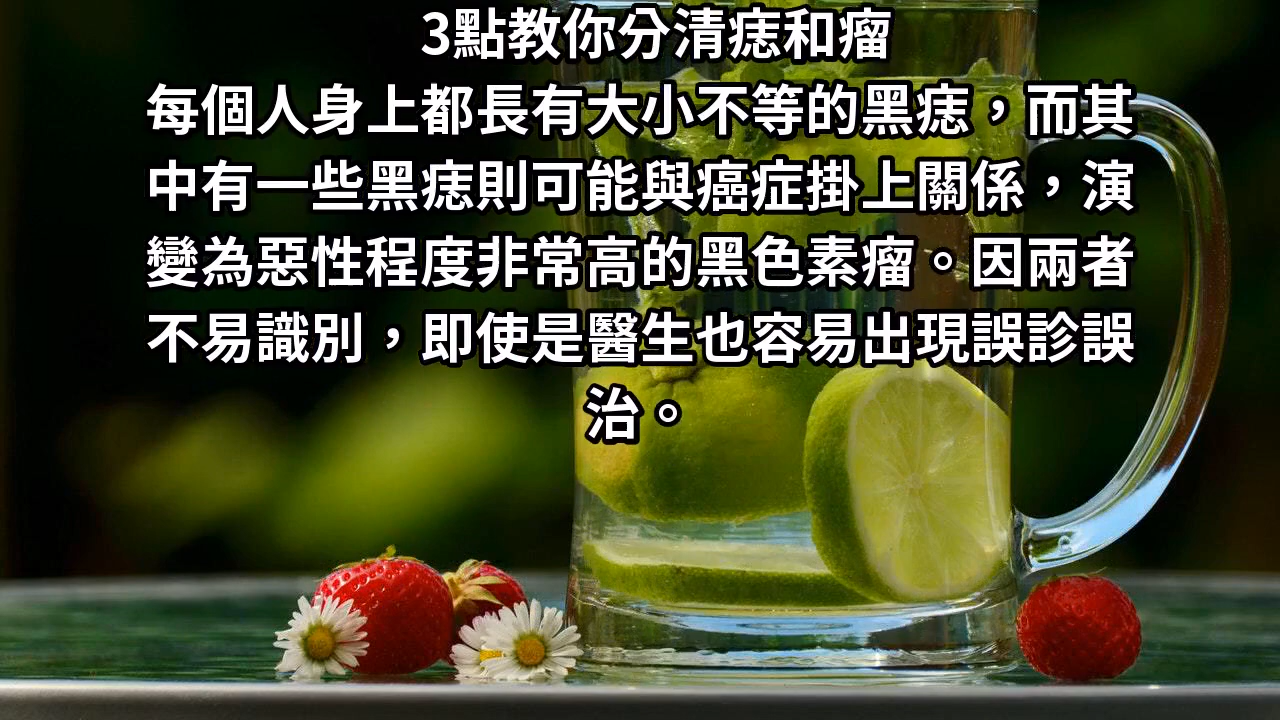 3點教你分清痣和瘤
每個人身上都長有大小不等的黑痣，而其
中有一些黑痣則可能與癌症掛上關係，演
變為惡性程度非常高的黑色素瘤。因兩者
不易識別，即使是醫生也容易出現誤診誤
治。